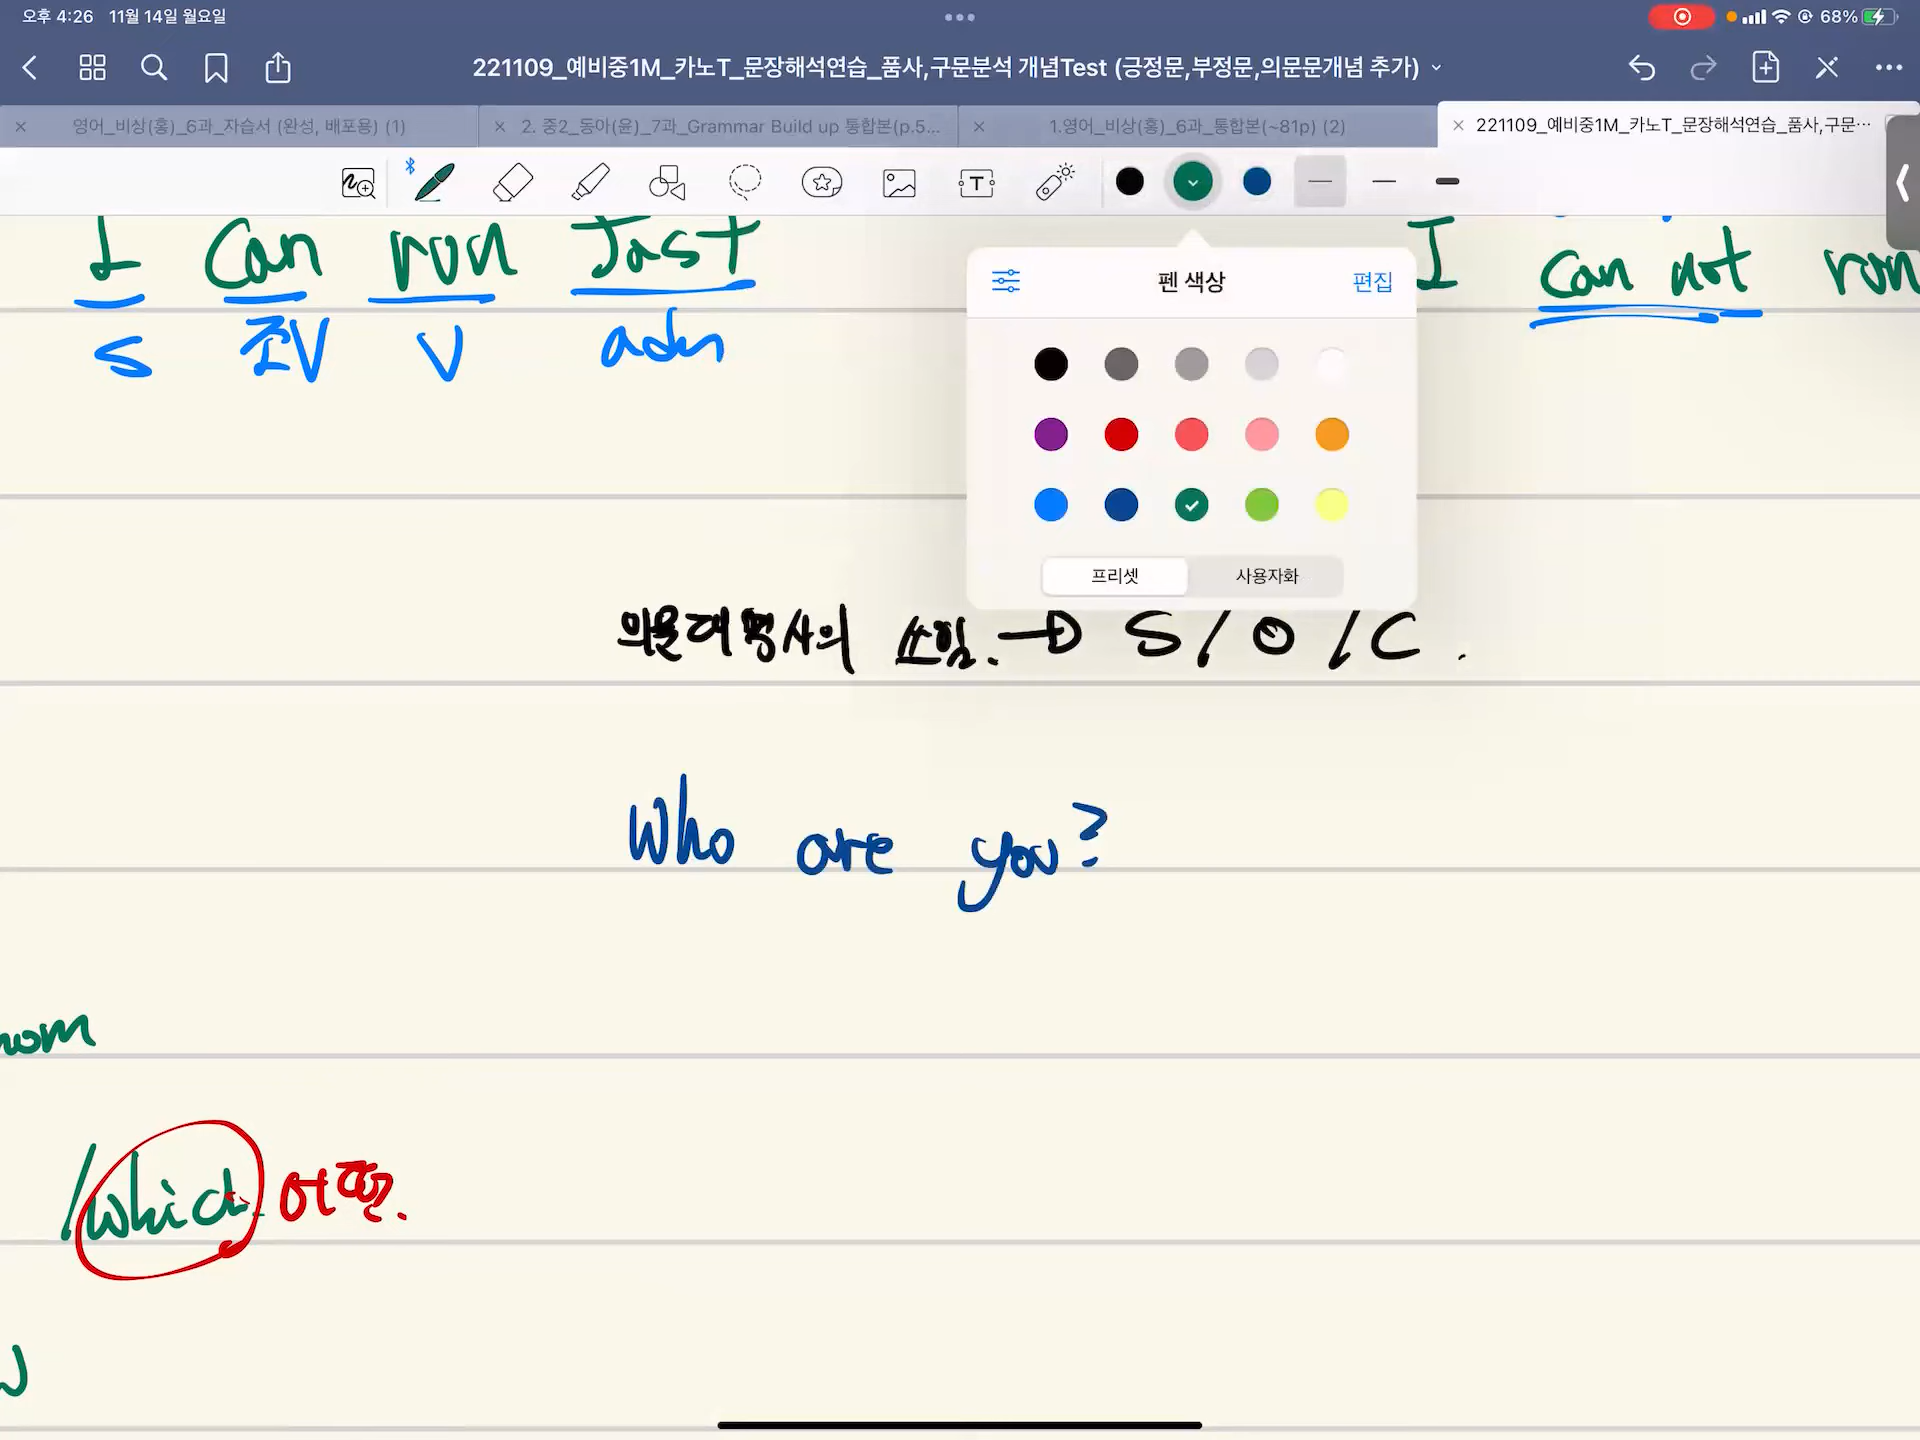 오후 4:26 11월 14일 월요일 68%
221109_예비중1M_카노T_문장해석연습_품사,구문분석 개념Test (긍정문,부정문,의문문개념 추가)
영어_비상(홍)_6과_자습서 (완성, 배포용) (1)
2. 중2_동아(윤)_7과_Grammar Build up 통합본(p.5...
1.영어_비상(홍)_6과_통합본(~81p) (2)
221109_예비중1M_카노T_문장해석연습_품사,구문…
I can run fast
I can not run
S 조V V adv
펜 색상
편집
프리셋
사용자화
의문대명사의 쓰임. → S / O / C .
Who are you?
/which 어떤.